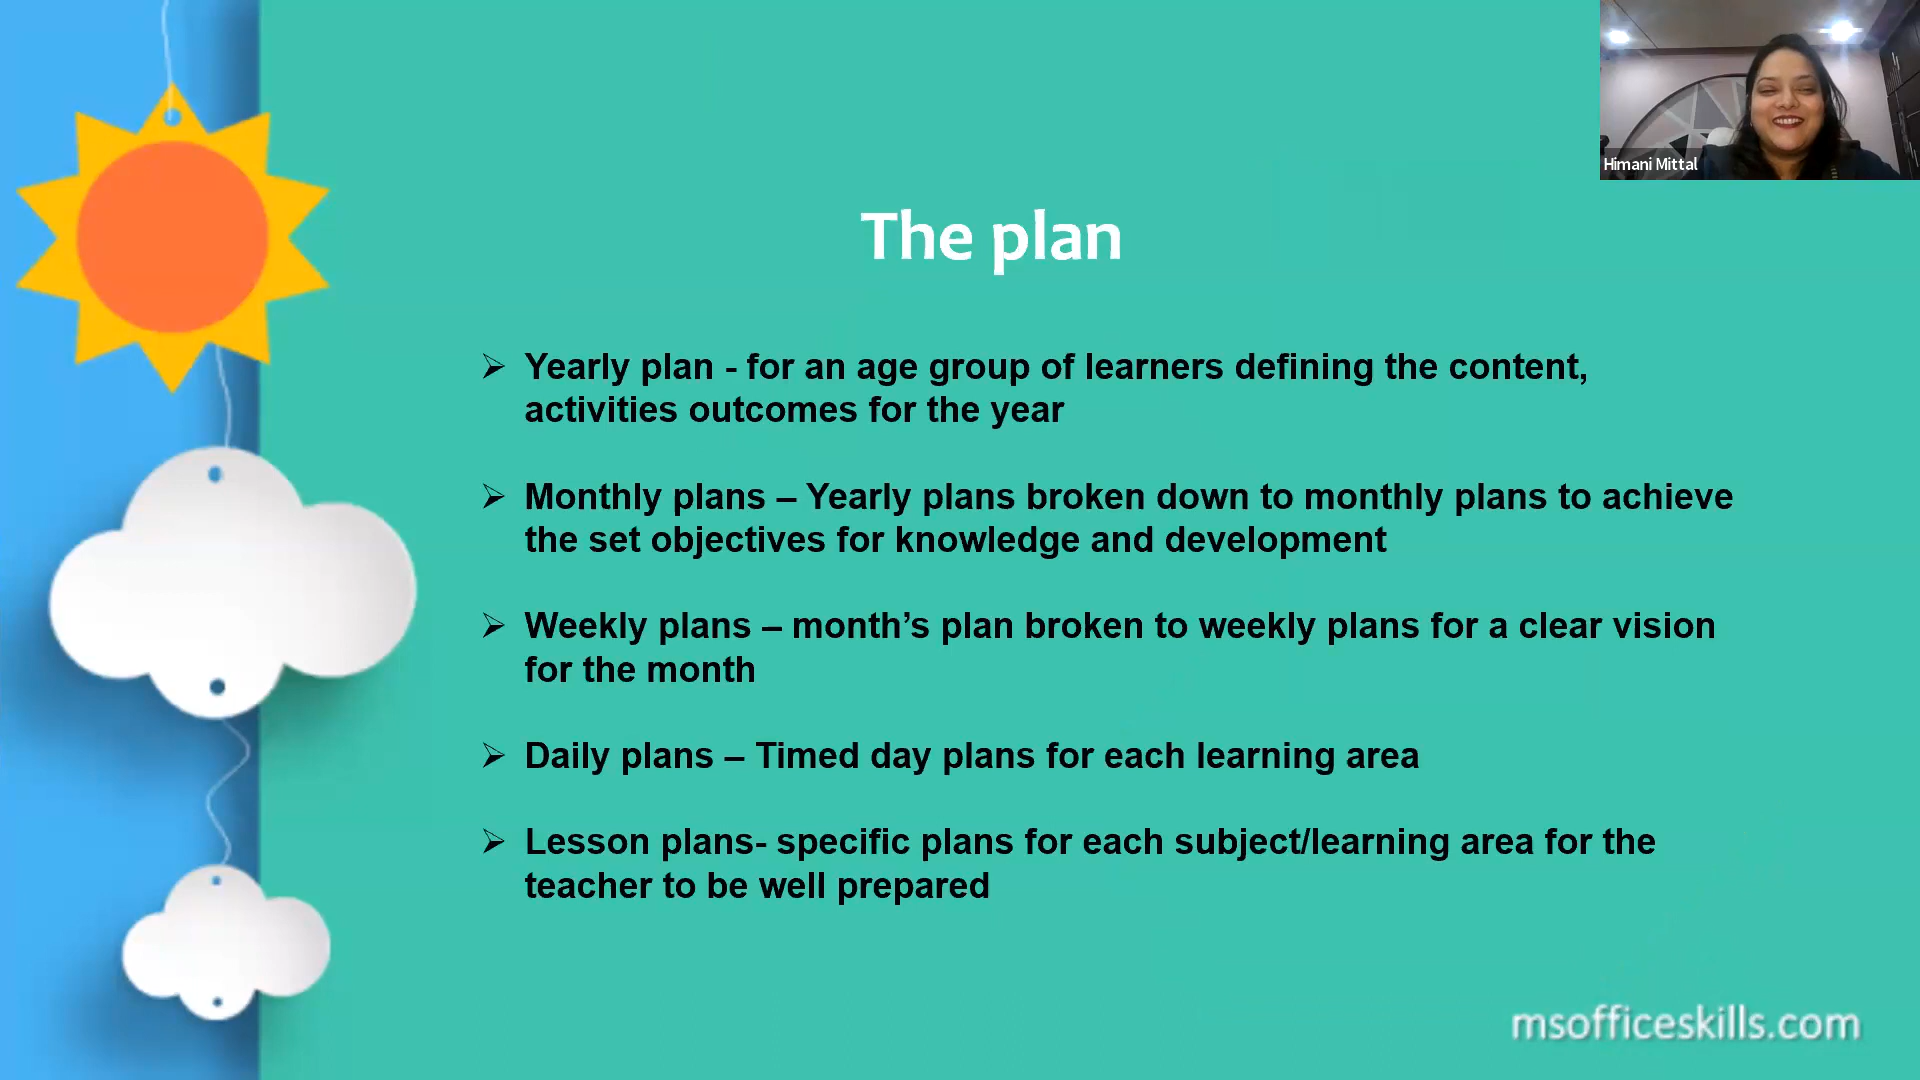 Himani Mittal
The plan
➢ Yearly plan - for an age group of learners defining the content,
activities outcomes for the year
➢ Monthly plans – Yearly plans broken down to monthly plans to achieve
the set objectives for knowledge and development
➢ Weekly plans – month’s plan broken to weekly plans for a clear vision
for the month
➢ Daily plans – Timed day plans for each learning area
➢ Lesson plans- specific plans for each subject/learning area for the
teacher to be well prepared
msofficeskills.com